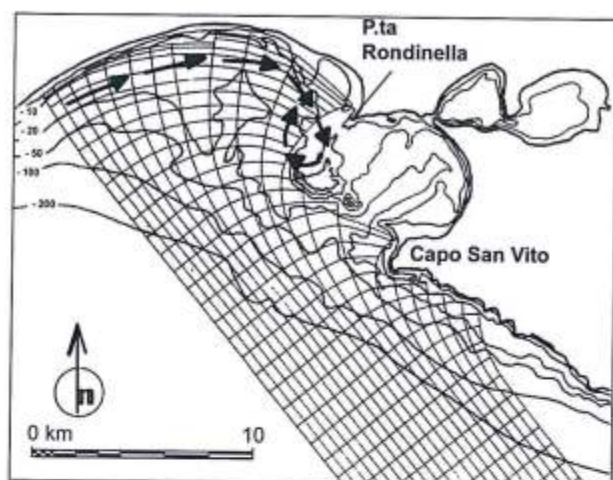 P.ta
Rondinella
- 10
- 20
- 50
- 100
- 200
Capo San Vito
n
0 km
10